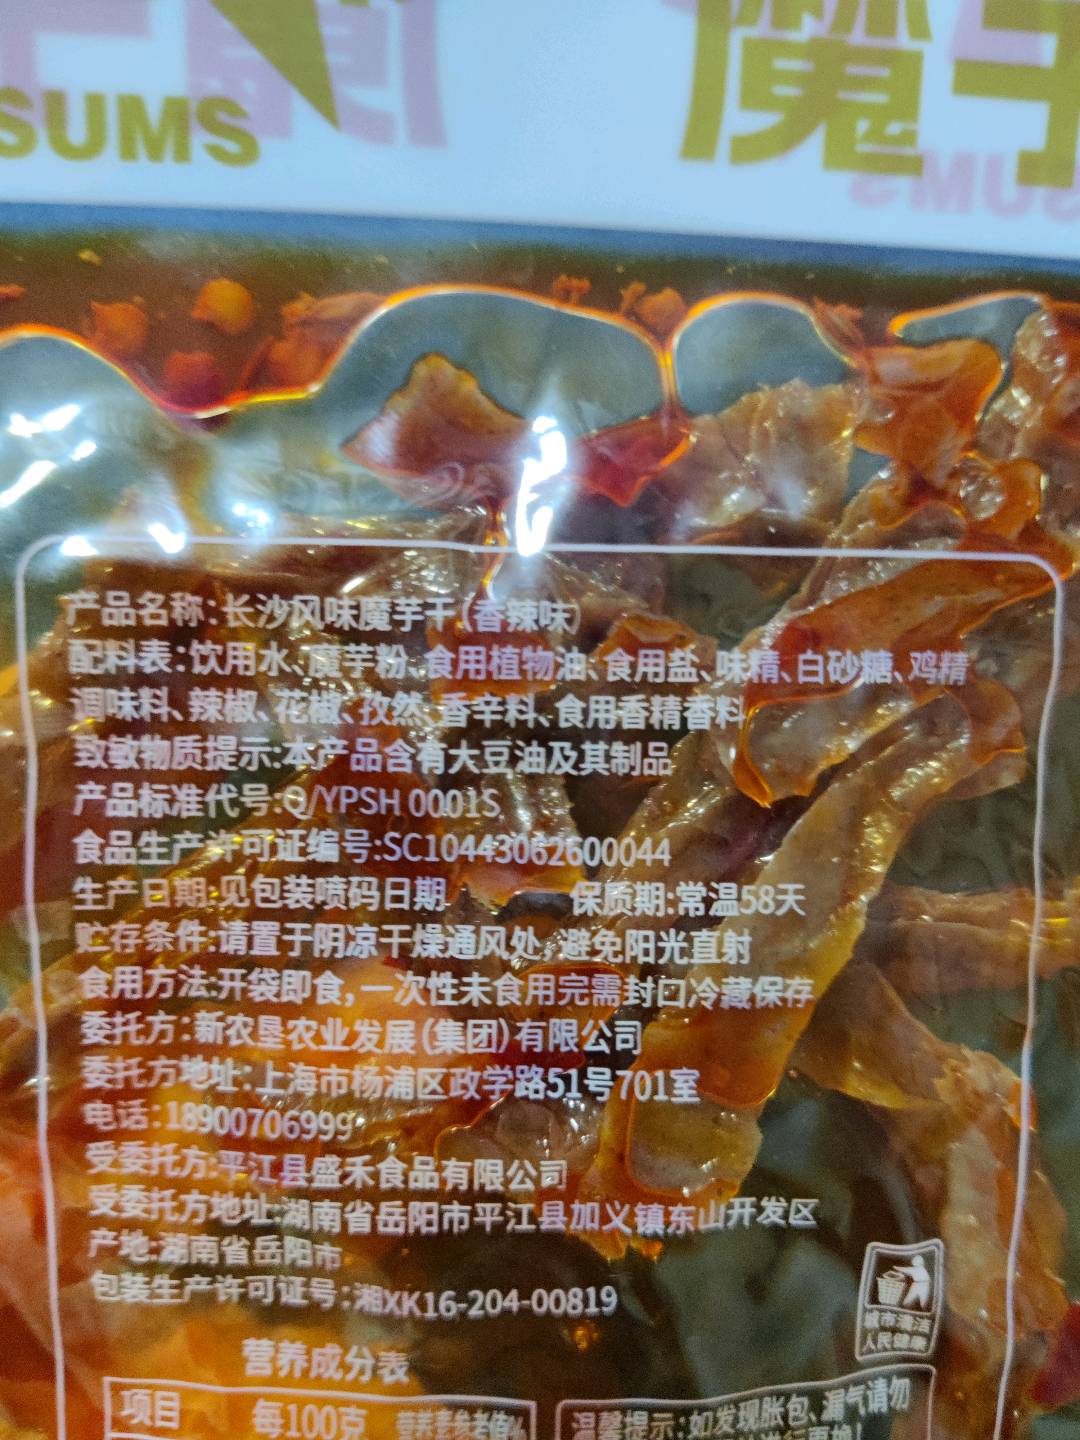 SUMS
魔芋
产品名称:长沙风味魔芋干(香辣味)
配料表:饮用水、魔芋粉、食用植物油、食用盐、味精、白砂糖、鸡精
调味料、辣椒、花椒、孜然、香辛料、食用香精香料
致敏物质提示:本产品含有大豆油及其制品
产品标准代号:Q/YPSH 0001S
食品生产许可证编号:SC10443062600044
生产日期:见包装喷码日期 保质期:常温58天
贮存条件:请置于阴凉干燥通风处,避免阳光直射
食用方法:开袋即食,一次性未食用完需封口冷藏保存
委托方:新农垦农业发展(集团)有限公司
委托方地址:上海市杨浦区政学路51号701室
电话:18900706999
受委托方:平江县盛禾食品有限公司
受委托方地址:湖南省岳阳市平江县加义镇东山开发区
产地:湖南省岳阳市
包装生产许可证号:湘XK16-204-00819
城市清洁
人民健康
营养成分表
项目 每100克 营养素参考值%
温馨提示:如发现胀包、漏气请勿